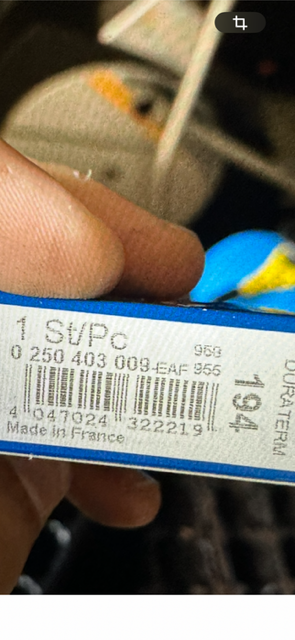 1 St/Pc
959
0 250 403 009-EAF 955
4 047024 322219
Made in France
DURATERM
194